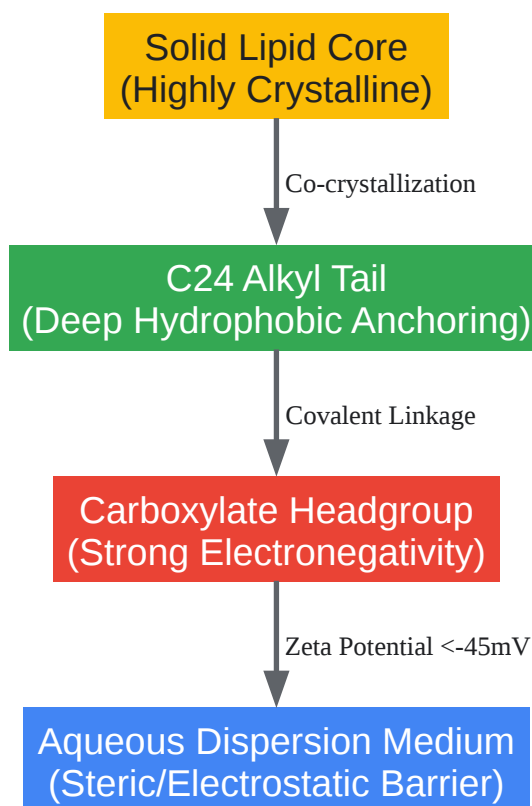 Solid Lipid Core
(Highly Crystalline)
Co-crystallization
C24 Alkyl Tail
(Deep Hydrophobic Anchoring)
Covalent Linkage
Carboxylate Headgroup
(Strong Electronegativity)
Zeta Potential <-45mV
Aqueous Dispersion Medium
(Steric/Electrostatic Barrier)